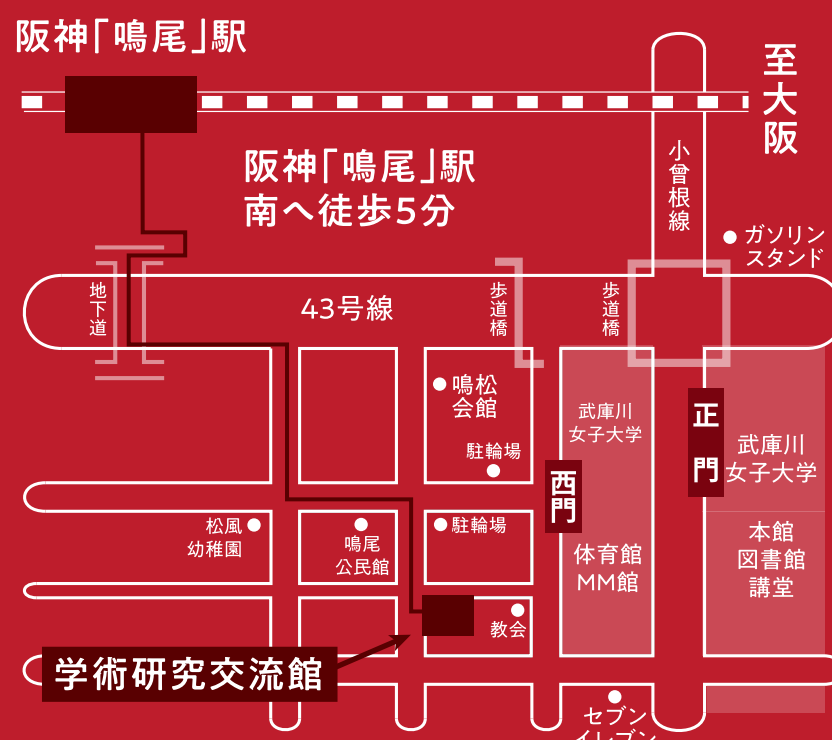 阪神「鳴尾」駅
至大阪
阪神「鳴尾」駅
南へ徒歩5分
小曾根線
ガソリン
スタンド
地下道
43号線
歩道橋
歩道橋
鳴松
会館
武庫川
女子大学
正門
武庫川
女子大学
駐輪場
西門
松風
幼稚園
鳴尾
公民館
駐輪場
体育館
MM館
本館
図書館
講堂
教会
学術研究交流館
セブン
イレブン